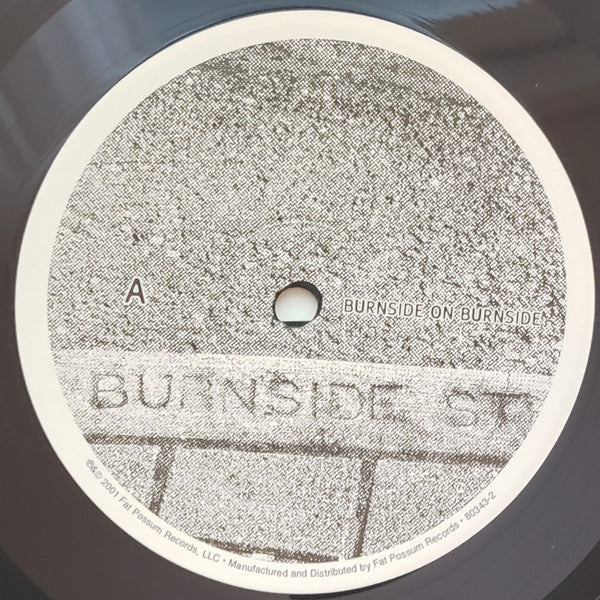 A
BURNSIDE ON BURNSIDE
BURNSIDE ST
℗&© 2001 Fat Possum Records, LLC • Manufactured and Distributed by Fat Possum Records • 80343-2